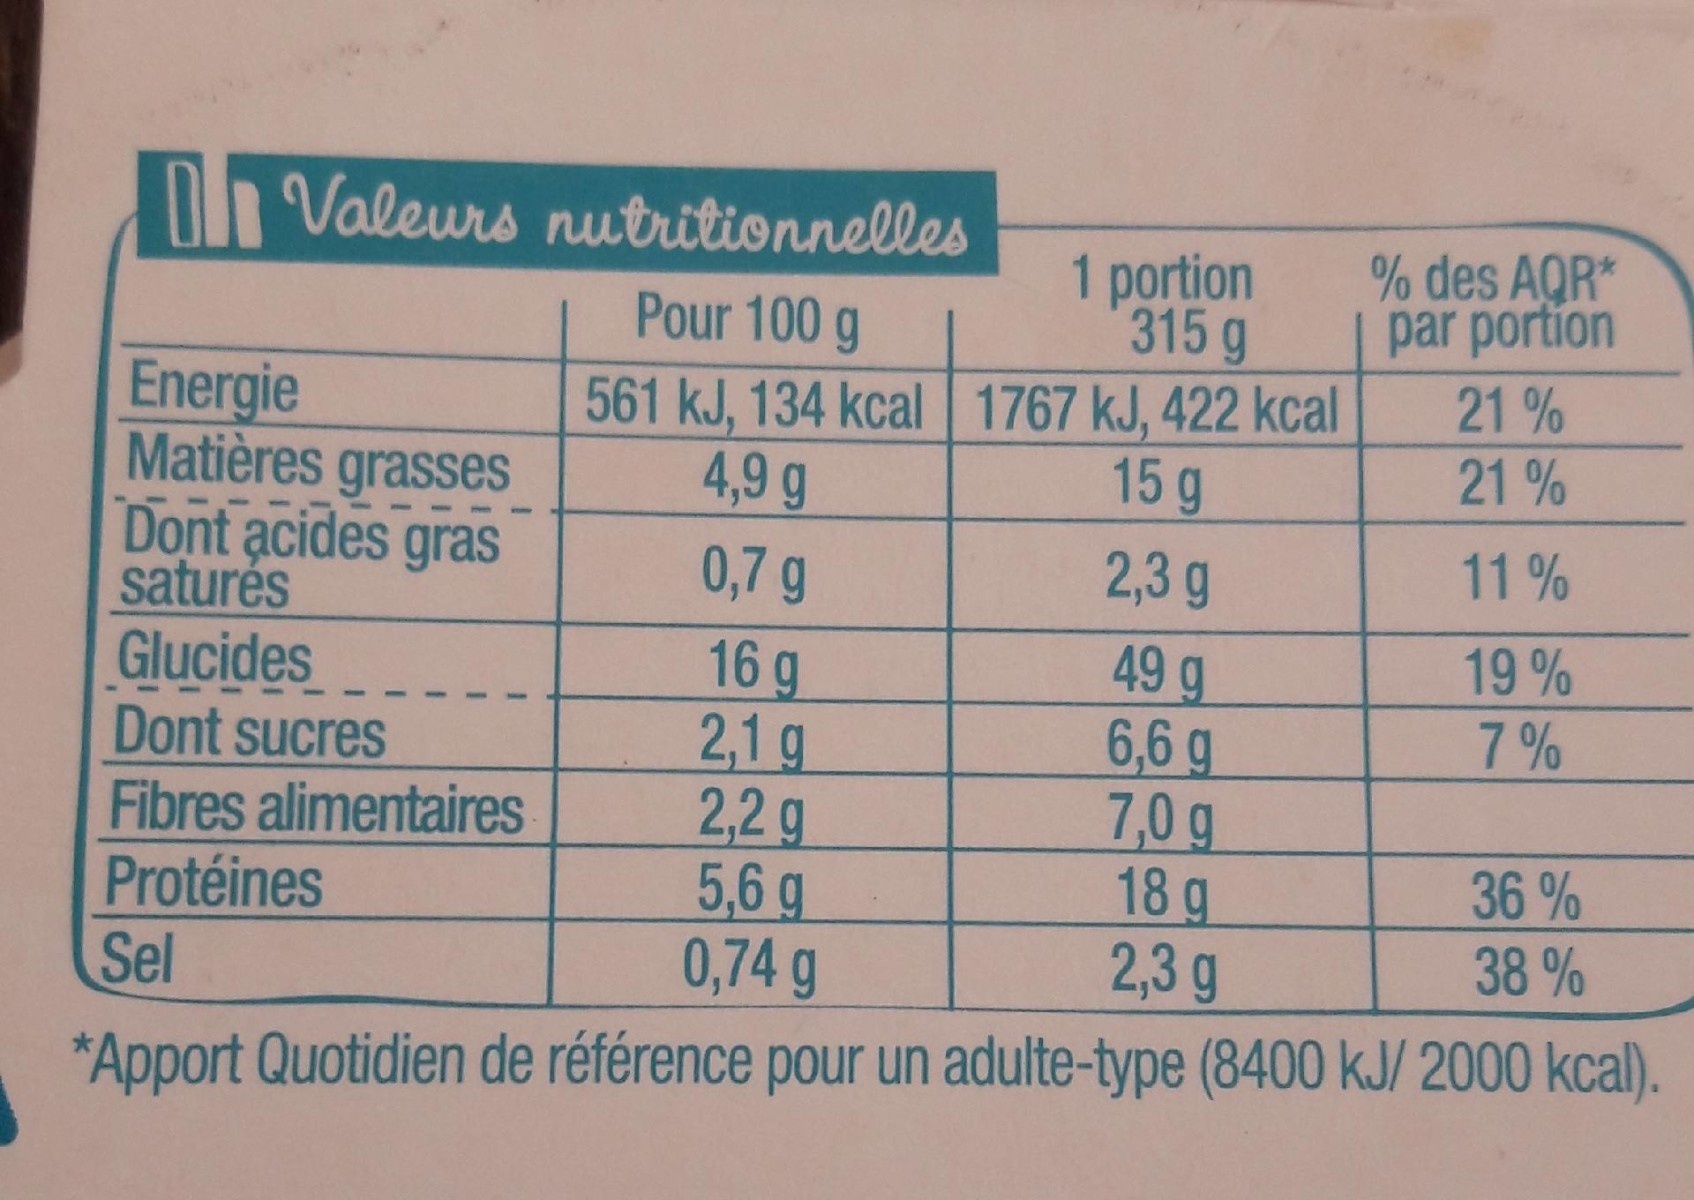 Valeurs nutritionnelles
Pour 100 g | 1 portion 315 g | % des AQR* par portion
Energie | 561 kJ, 134 kcal | 1767 kJ, 422 kcal | 21 %
Matières grasses | 4,9 g | 15 g | 21 %
Dont acides gras saturés | 0,7 g | 2,3 g | 11 %
Glucides | 16 g | 49 g | 19 %
Dont sucres | 2,1 g | 6,6 g | 7 %
Fibres alimentaires | 2,2 g | 7,0 g
Protéines | 5,6 g | 18 g | 36 %
Sel | 0,74 g | 2,3 g | 38 %
*Apport Quotidien de référence pour un adulte-type (8400 kJ/ 2000 kcal).